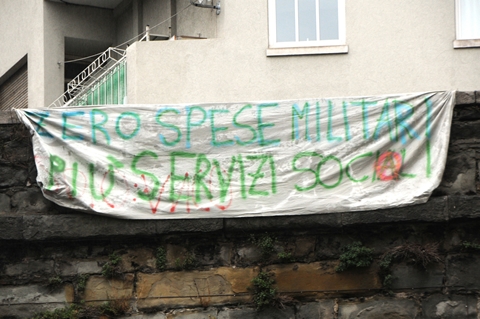 ZERO SPESE MILITARI
PIÙ SERVIZI SOCIALI